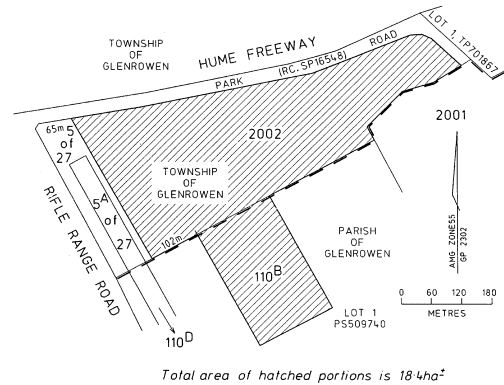 TOWNSHIP
OF
GLENROWEN
HUME FREEWAY
PARK (RC. SP16548) ROAD
LOT 1, TP701867
65m 5
of
27
2002
2001
TOWNSHIP
OF
GLENROWEN
5A
of
27
RIFLE RANGE ROAD
102m
110B
PARISH
OF
GLENROWEN
AMG ZONE55
GP 2302
110D
LOT 1
PS509740
0 60 120 180
METRES
Total area of hatched portions is 18·4ha±